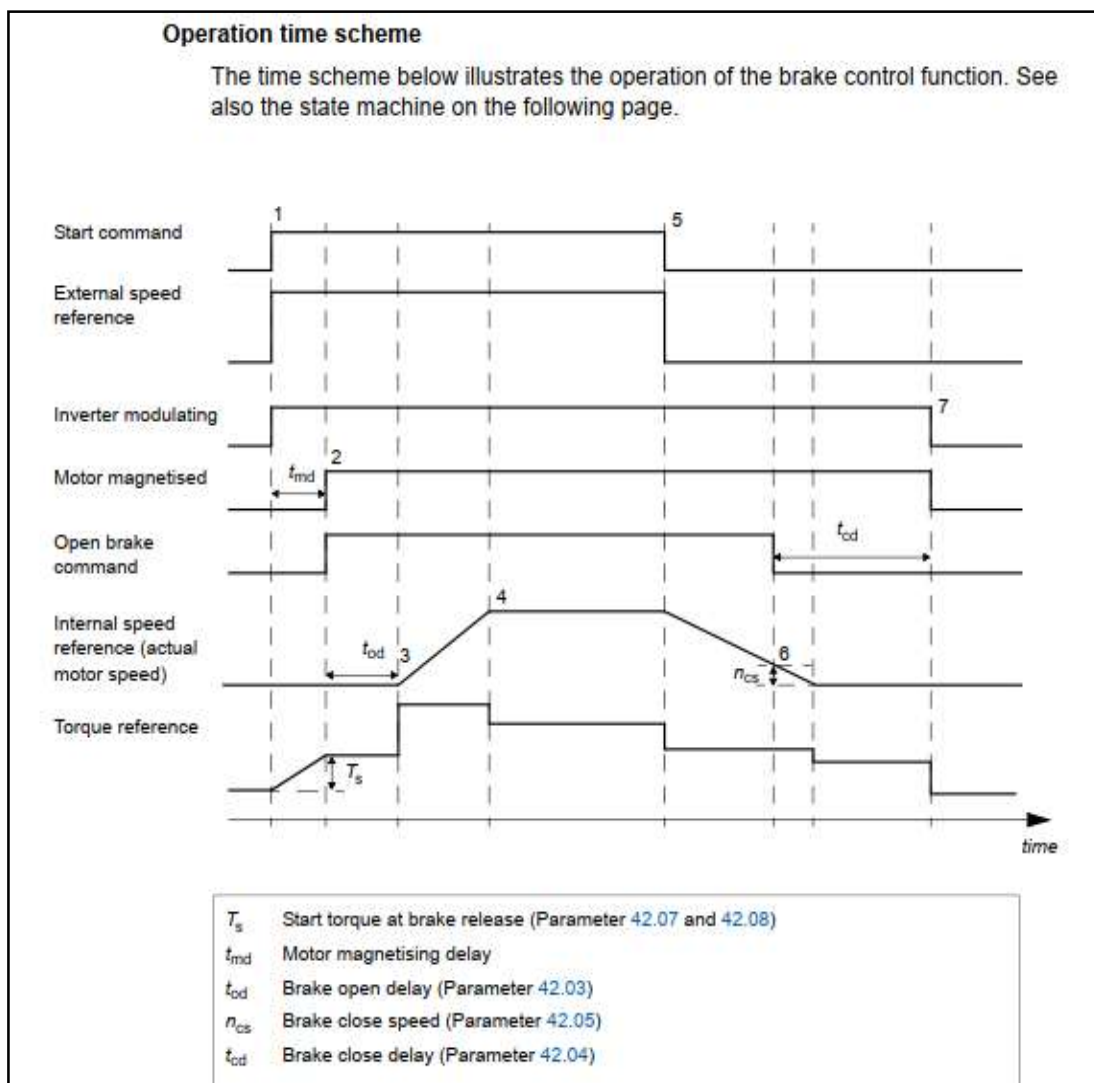 Operation time scheme
The time scheme below illustrates the operation of the brake control function. See
also the state machine on the following page.
1
5
Start command
External speed
reference
Inverter modulating
7
Motor magnetised
tmd
2
Open brake
command
tcd
Internal speed
reference (actual
motor speed)
tod
3
4
6
ncs
Torque reference
Ts
time
Ts Start torque at brake release (Parameter 42.07 and 42.08)
tmd Motor magnetising delay
tod Brake open delay (Parameter 42.03)
ncs Brake close speed (Parameter 42.05)
tcd Brake close delay (Parameter 42.04)